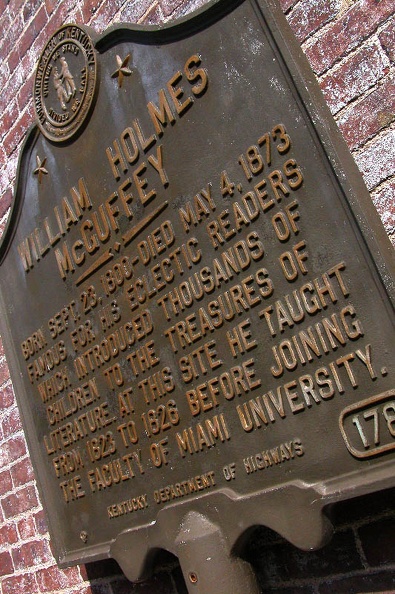 WILLIAM HOLMES
McGUFFEY
BORN SEPT. 23, 1800-DIED MAY 4, 1873
FAMOUS FOR HIS ECLECTIC READERS
WHICH INTRODUCED THOUSANDS OF
CHILDREN TO THE TREASURES OF
LITERATURE. AT THIS SITE HE TAUGHT
FROM 1823 TO 1826 BEFORE JOINING
THE FACULTY OF MIAMI UNIVERSITY.
178
KENTUCKY DEPARTMENT OF HIGHWAYS